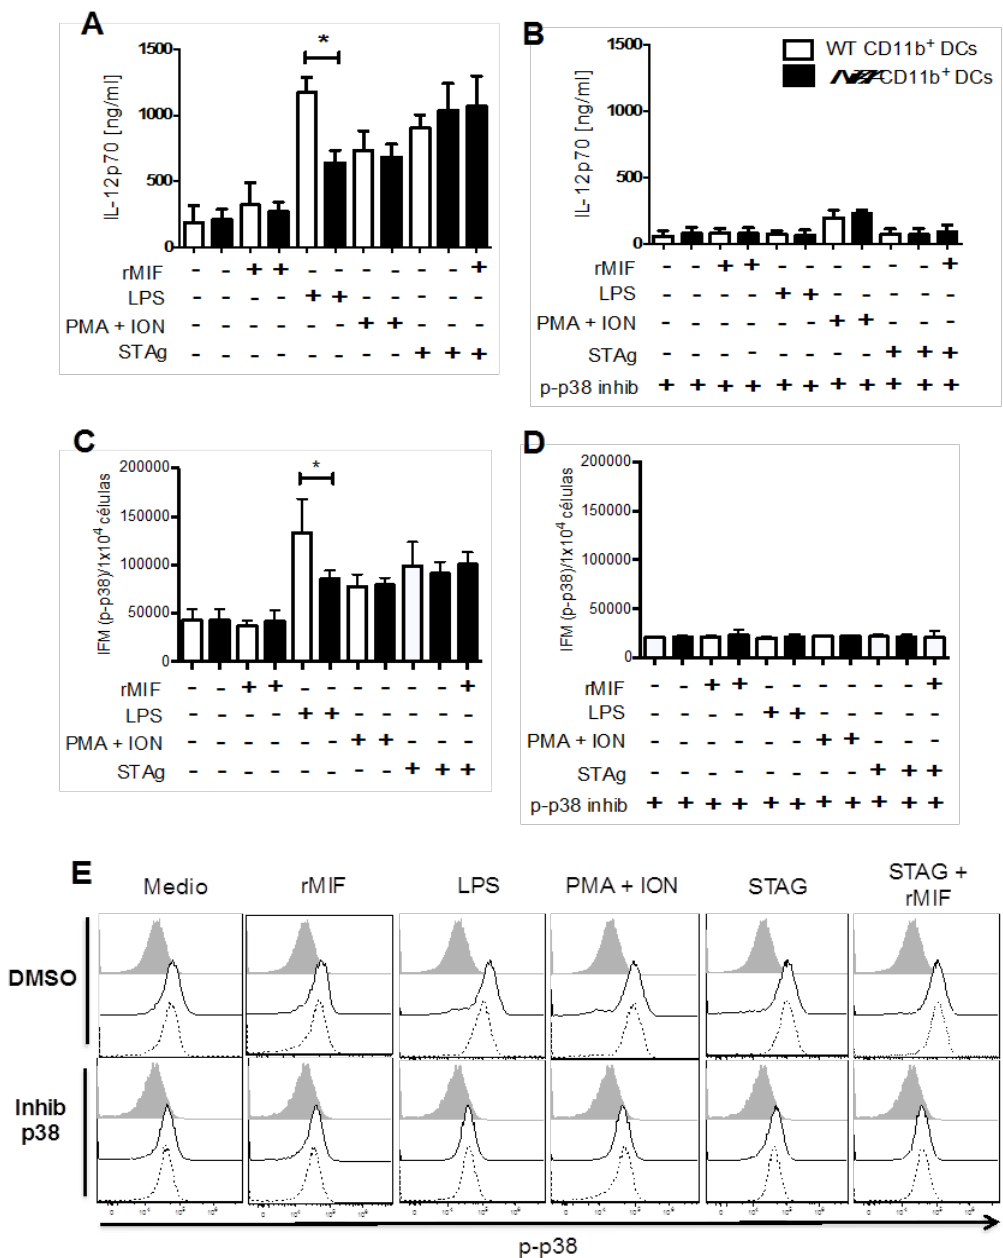 A
*
1500
1000
500
0
IL-12p70 [ng/ml]
rMIF - - + + - - - - - - +
LPS - - - - + + - - - - -
PMA + ION - - - - - - + + - - -
STAg - - - - - - - - + + +
B
WT CD11b+ DCs
CD11b+ DCs
1500
1000
500
0
IL-12p70 [ng/ml]
rMIF - - + + - - - - - - +
LPS - - - - + + - - - - -
PMA + ION - - - - - - + + - - -
STAg - - - - - - - - + + +
p-p38 inhib + + + + + + + + + + +
C
*
200000
150000
100000
50000
0
IFM (p-p38)/1x10⁴ células
rMIF - - + + - - - - - - +
LPS - - - - + + - - - - -
PMA + ION - - - - - - + + - - -
STAg - - - - - - - - + + +
D
200000
150000
100000
50000
0
IFM (p-p38)/1x10⁴ células
rMIF - - + + - - - - - - +
LPS - - - - + + - - - - -
PMA + ION - - - - - - + + - - -
STAg - - - - - - - - + + +
p-p38 inhib + + + + + + + + + + +
E
Medio rMIF LPS PMA + ION STAG STAG + rMIF
DMSO
Inhib p38
p-p38